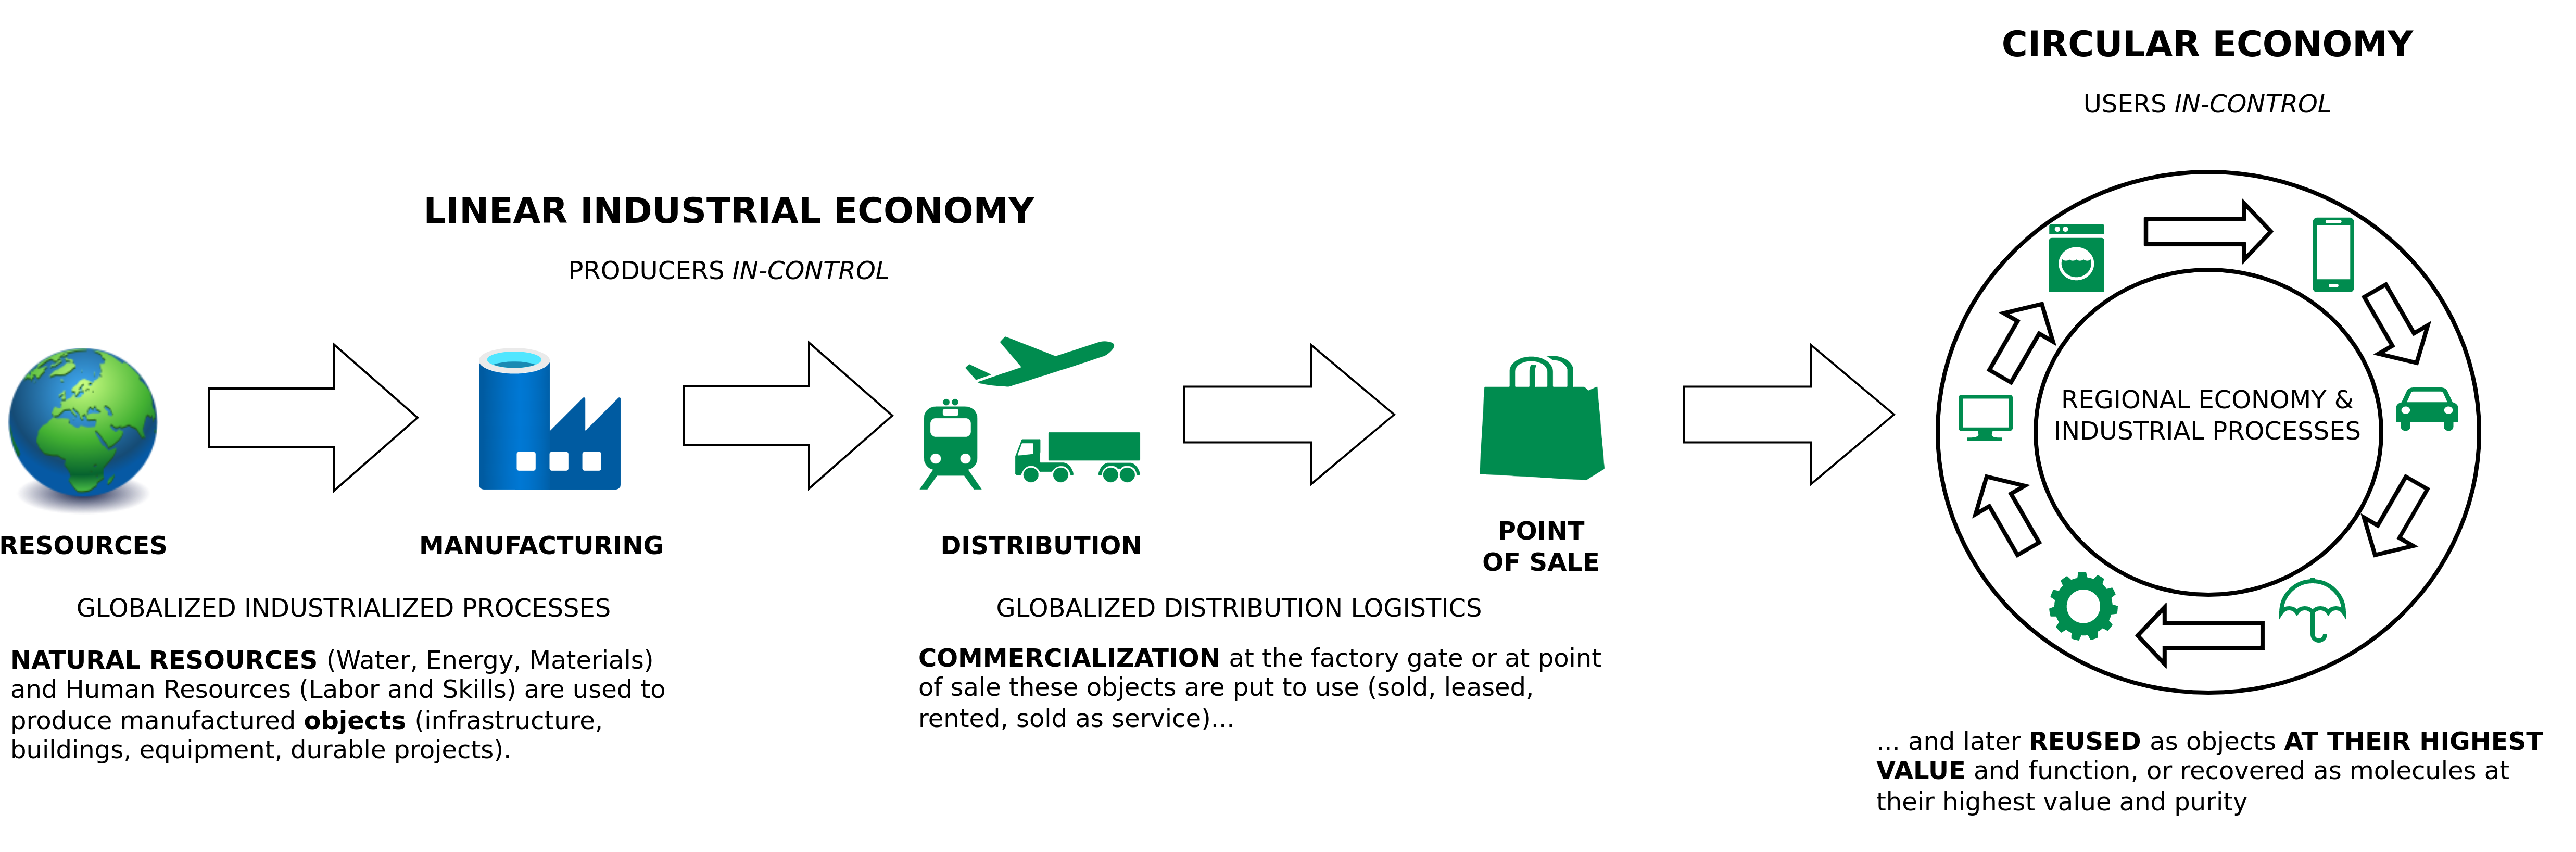 CIRCULAR ECONOMY
USERS IN-CONTROL
LINEAR INDUSTRIAL ECONOMY
PRODUCERS IN-CONTROL
REGIONAL ECONOMY &
INDUSTRIAL PROCESSES
RESOURCES
MANUFACTURING
DISTRIBUTION
POINT
OF SALE
GLOBALIZED INDUSTRIALIZED PROCESSES
NATURAL RESOURCES (Water, Energy, Materials)
and Human Resources (Labor and Skills) are used to
produce manufactured objects (infrastructure,
buildings, equipment, durable projects).
GLOBALIZED DISTRIBUTION LOGISTICS
COMMERCIALIZATION at the factory gate or at point
of sale these objects are put to use (sold, leased,
rented, sold as service)...
... and later REUSED as objects AT THEIR HIGHEST
VALUE and function, or recovered as molecules at
their highest value and purity